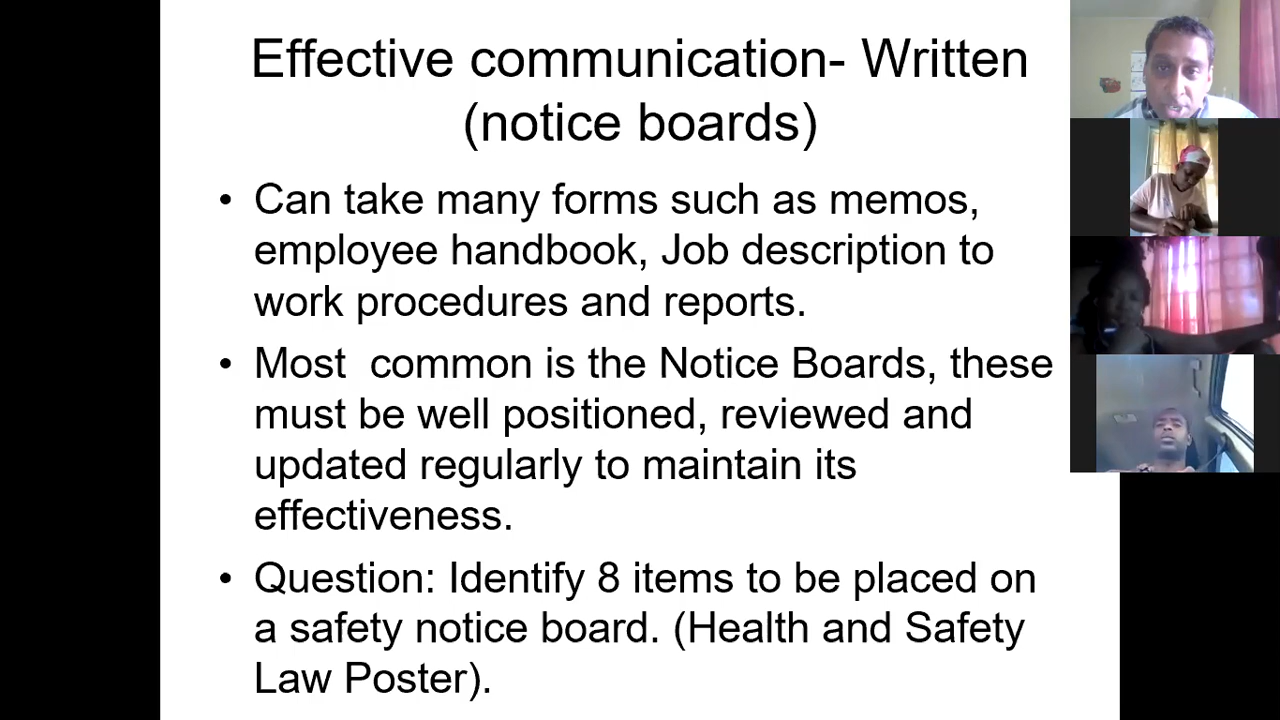 Effective communication- Written
(notice boards)
• Can take many forms such as memos,
employee handbook, Job description to
work procedures and reports.
• Most  common is the Notice Boards, these
must be well positioned, reviewed and
updated regularly to maintain its
effectiveness.
• Question: Identify 8 items to be placed on
a safety notice board. (Health and Safety
Law Poster).